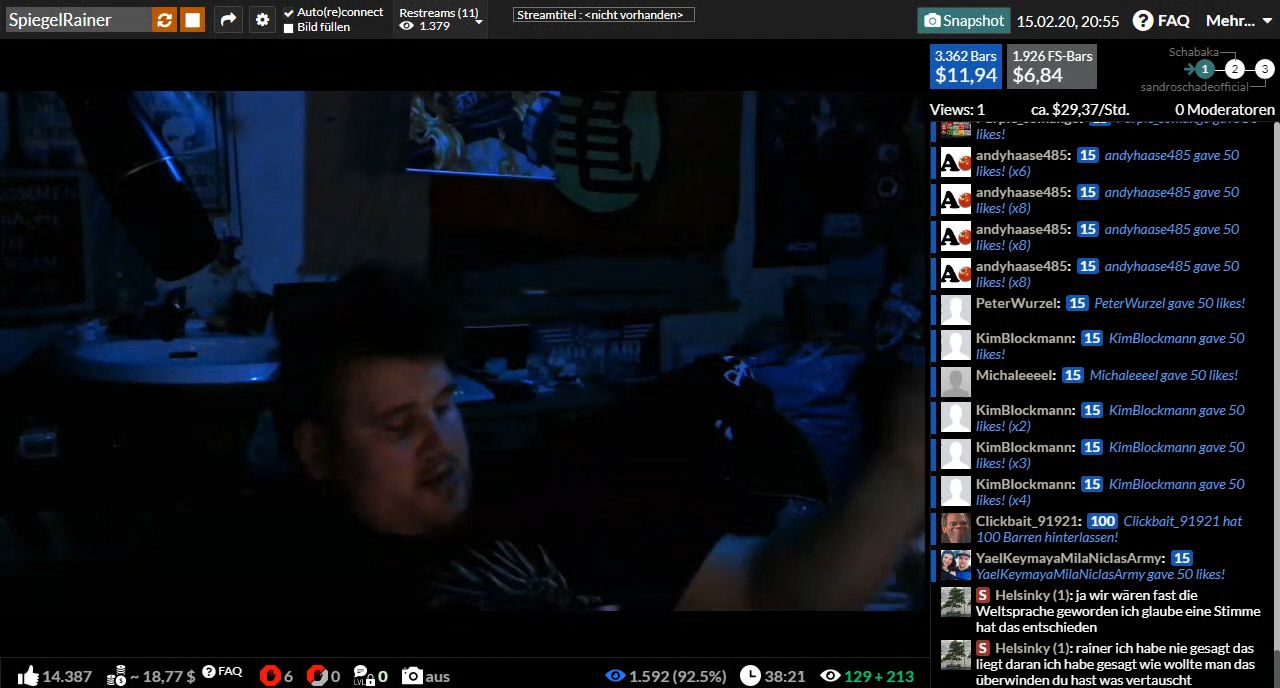 SpiegelRainer
Auto(re)connect
Bild füllen
Restreams (11)
1.379
Streamtitel : <nicht vorhanden>
Snapshot 15.02.20, 20:55 FAQ Mehr...
3.362 Bars
$11,94
1.926 FS-Bars
$6,84
Schabaka
1 2 3
sandroschadeofficial
Views: 1 ca. $29,37/Std. 0 Moderatoren
likes!
andyhaase485: 15 andyhaase485 gave 50
likes! (x6)
andyhaase485: 15 andyhaase485 gave 50
likes! (x8)
andyhaase485: 15 andyhaase485 gave 50
likes! (x8)
andyhaase485: 15 andyhaase485 gave 50
likes! (x8)
PeterWurzel: 15 PeterWurzel gave 50 likes!
KimBlockmann: 15 KimBlockmann gave 50
likes!
Michaleeeel: 15 Michaleeeel gave 50 likes!
KimBlockmann: 15 KimBlockmann gave 50
likes! (x2)
KimBlockmann: 15 KimBlockmann gave 50
likes! (x3)
KimBlockmann: 15 KimBlockmann gave 50
likes! (x4)
Clickbait_91921: 100 Clickbait_91921 hat
100 Barren hinterlassen!
YaelKeymayaMilaNiclasArmy: 15
YaelKeymayaMilaNiclasArmy gave 50 likes!
S Helsinky (1): ja wir wären fast die
Weltsprache geworden ich glaube eine Stimme
hat das entschieden
S Helsinky (1): rainer ich habe nie gesagt das
liegt daran ich habe gesagt wie wollte man das
überwinden du hast was vertauscht
14.387 ~ 18,77 $ FAQ 6 0 LVL 0 aus 1.592 (92.5%) 38:21 129 + 213